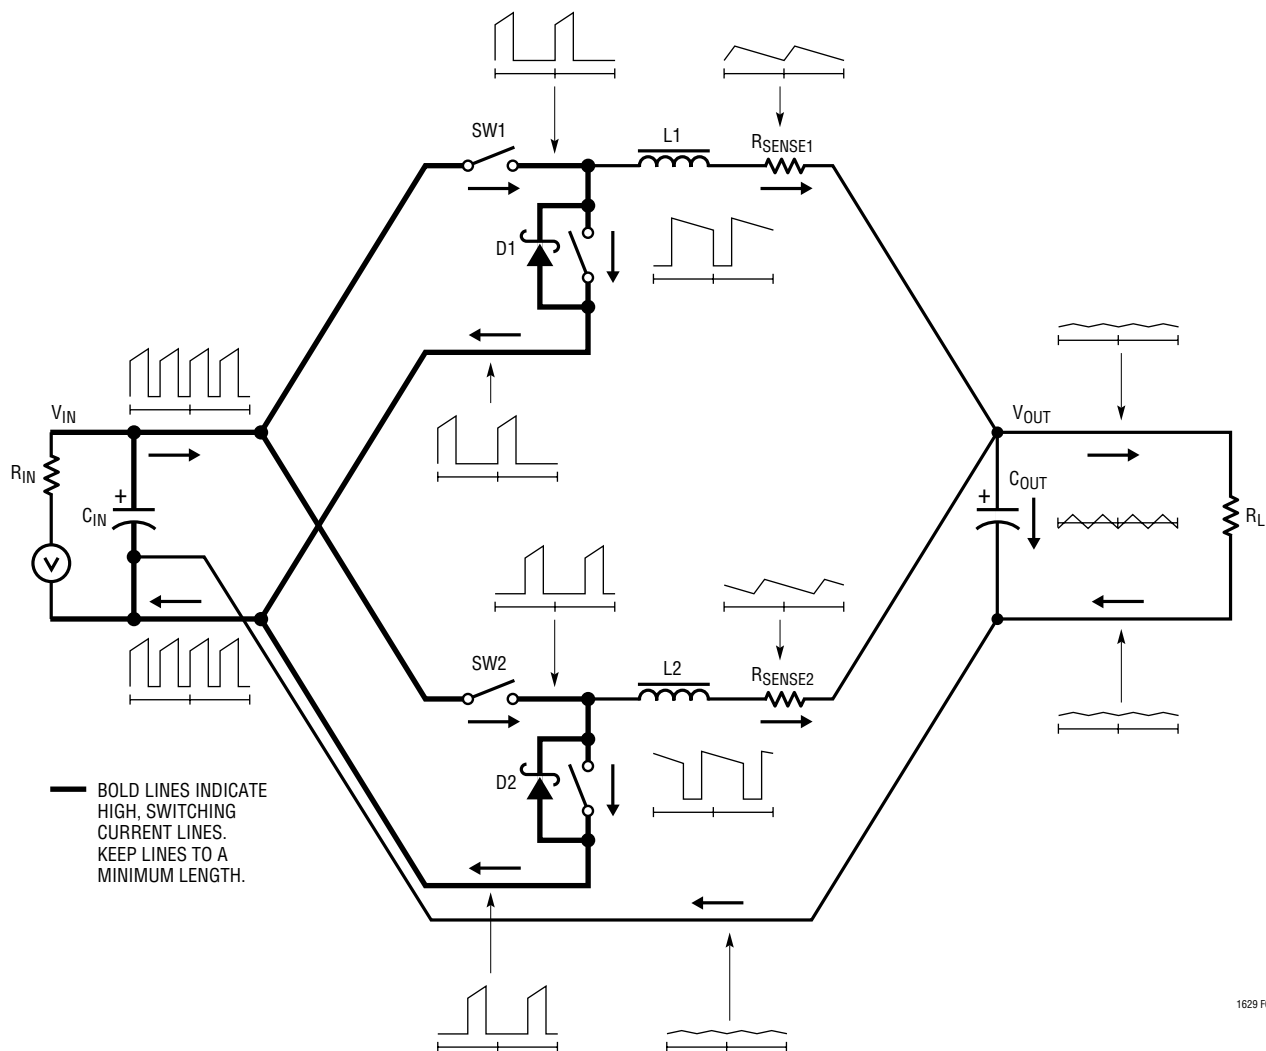 SW1
L1
RSENSE1
D1
VIN
VOUT
RIN
+
CIN
V
+
COUT
RL
SW2
L2
RSENSE2
D2
BOLD LINES INDICATE
HIGH, SWITCHING
CURRENT LINES.
KEEP LINES TO A
MINIMUM LENGTH.
1629